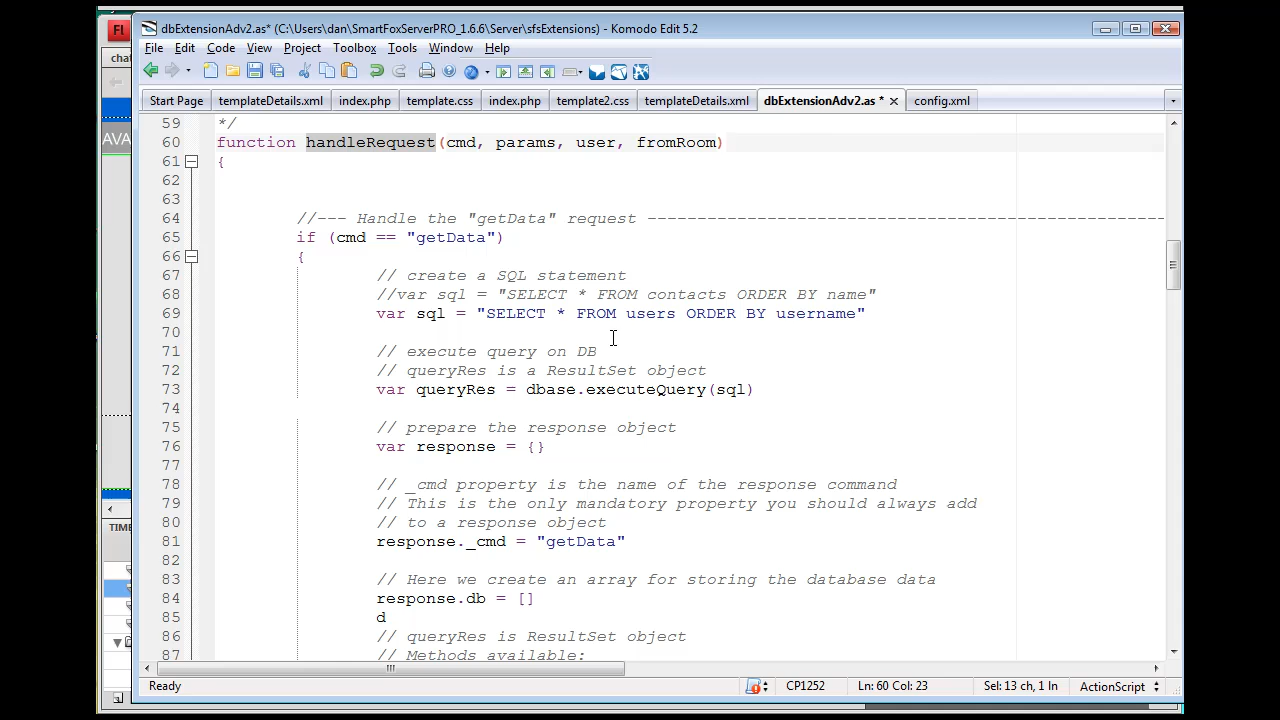 dbExtensionAdv2.as* (C:\Users\dan\SmartFoxServerPRO_1.6.6\Server\sfsExtensions) - Komodo Edit 5.2
Fl
File Edit Code View Project Toolbox Tools Window Help
chat
Start Page templateDetails.xml index.php template.css index.php template2.css templateDetails.xml dbExtensionAdv2.as * config.xml
AVA
59 */
60 function handleRequest(cmd, params, user, fromRoom)
61 {
62
63
64 //--- Handle the "getData" request ----------------------------------------------------
65 if (cmd == "getData")
66 {
67 // create a SQL statement
68 //var sql = "SELECT * FROM contacts ORDER BY name"
69 var sql = "SELECT * FROM users ORDER BY username"
70
71 // execute query on DB
72 // queryRes is a ResultSet object
73 var queryRes = dbase.executeQuery(sql)
74
75 // prepare the response object
76 var response = {}
77
78 // _cmd property is the name of the response command
79 // This is the only mandatory property you should always add
80 // to a response object
81 response._cmd = "getData"
82
83 // Here we create an array for storing the database data
84 response.db = []
85 d
86 // queryRes is ResultSet object
87 // Methods available:
TIME
Ready CP1252 Ln: 60 Col: 23 Sel: 13 ch, 1 ln ActionScript